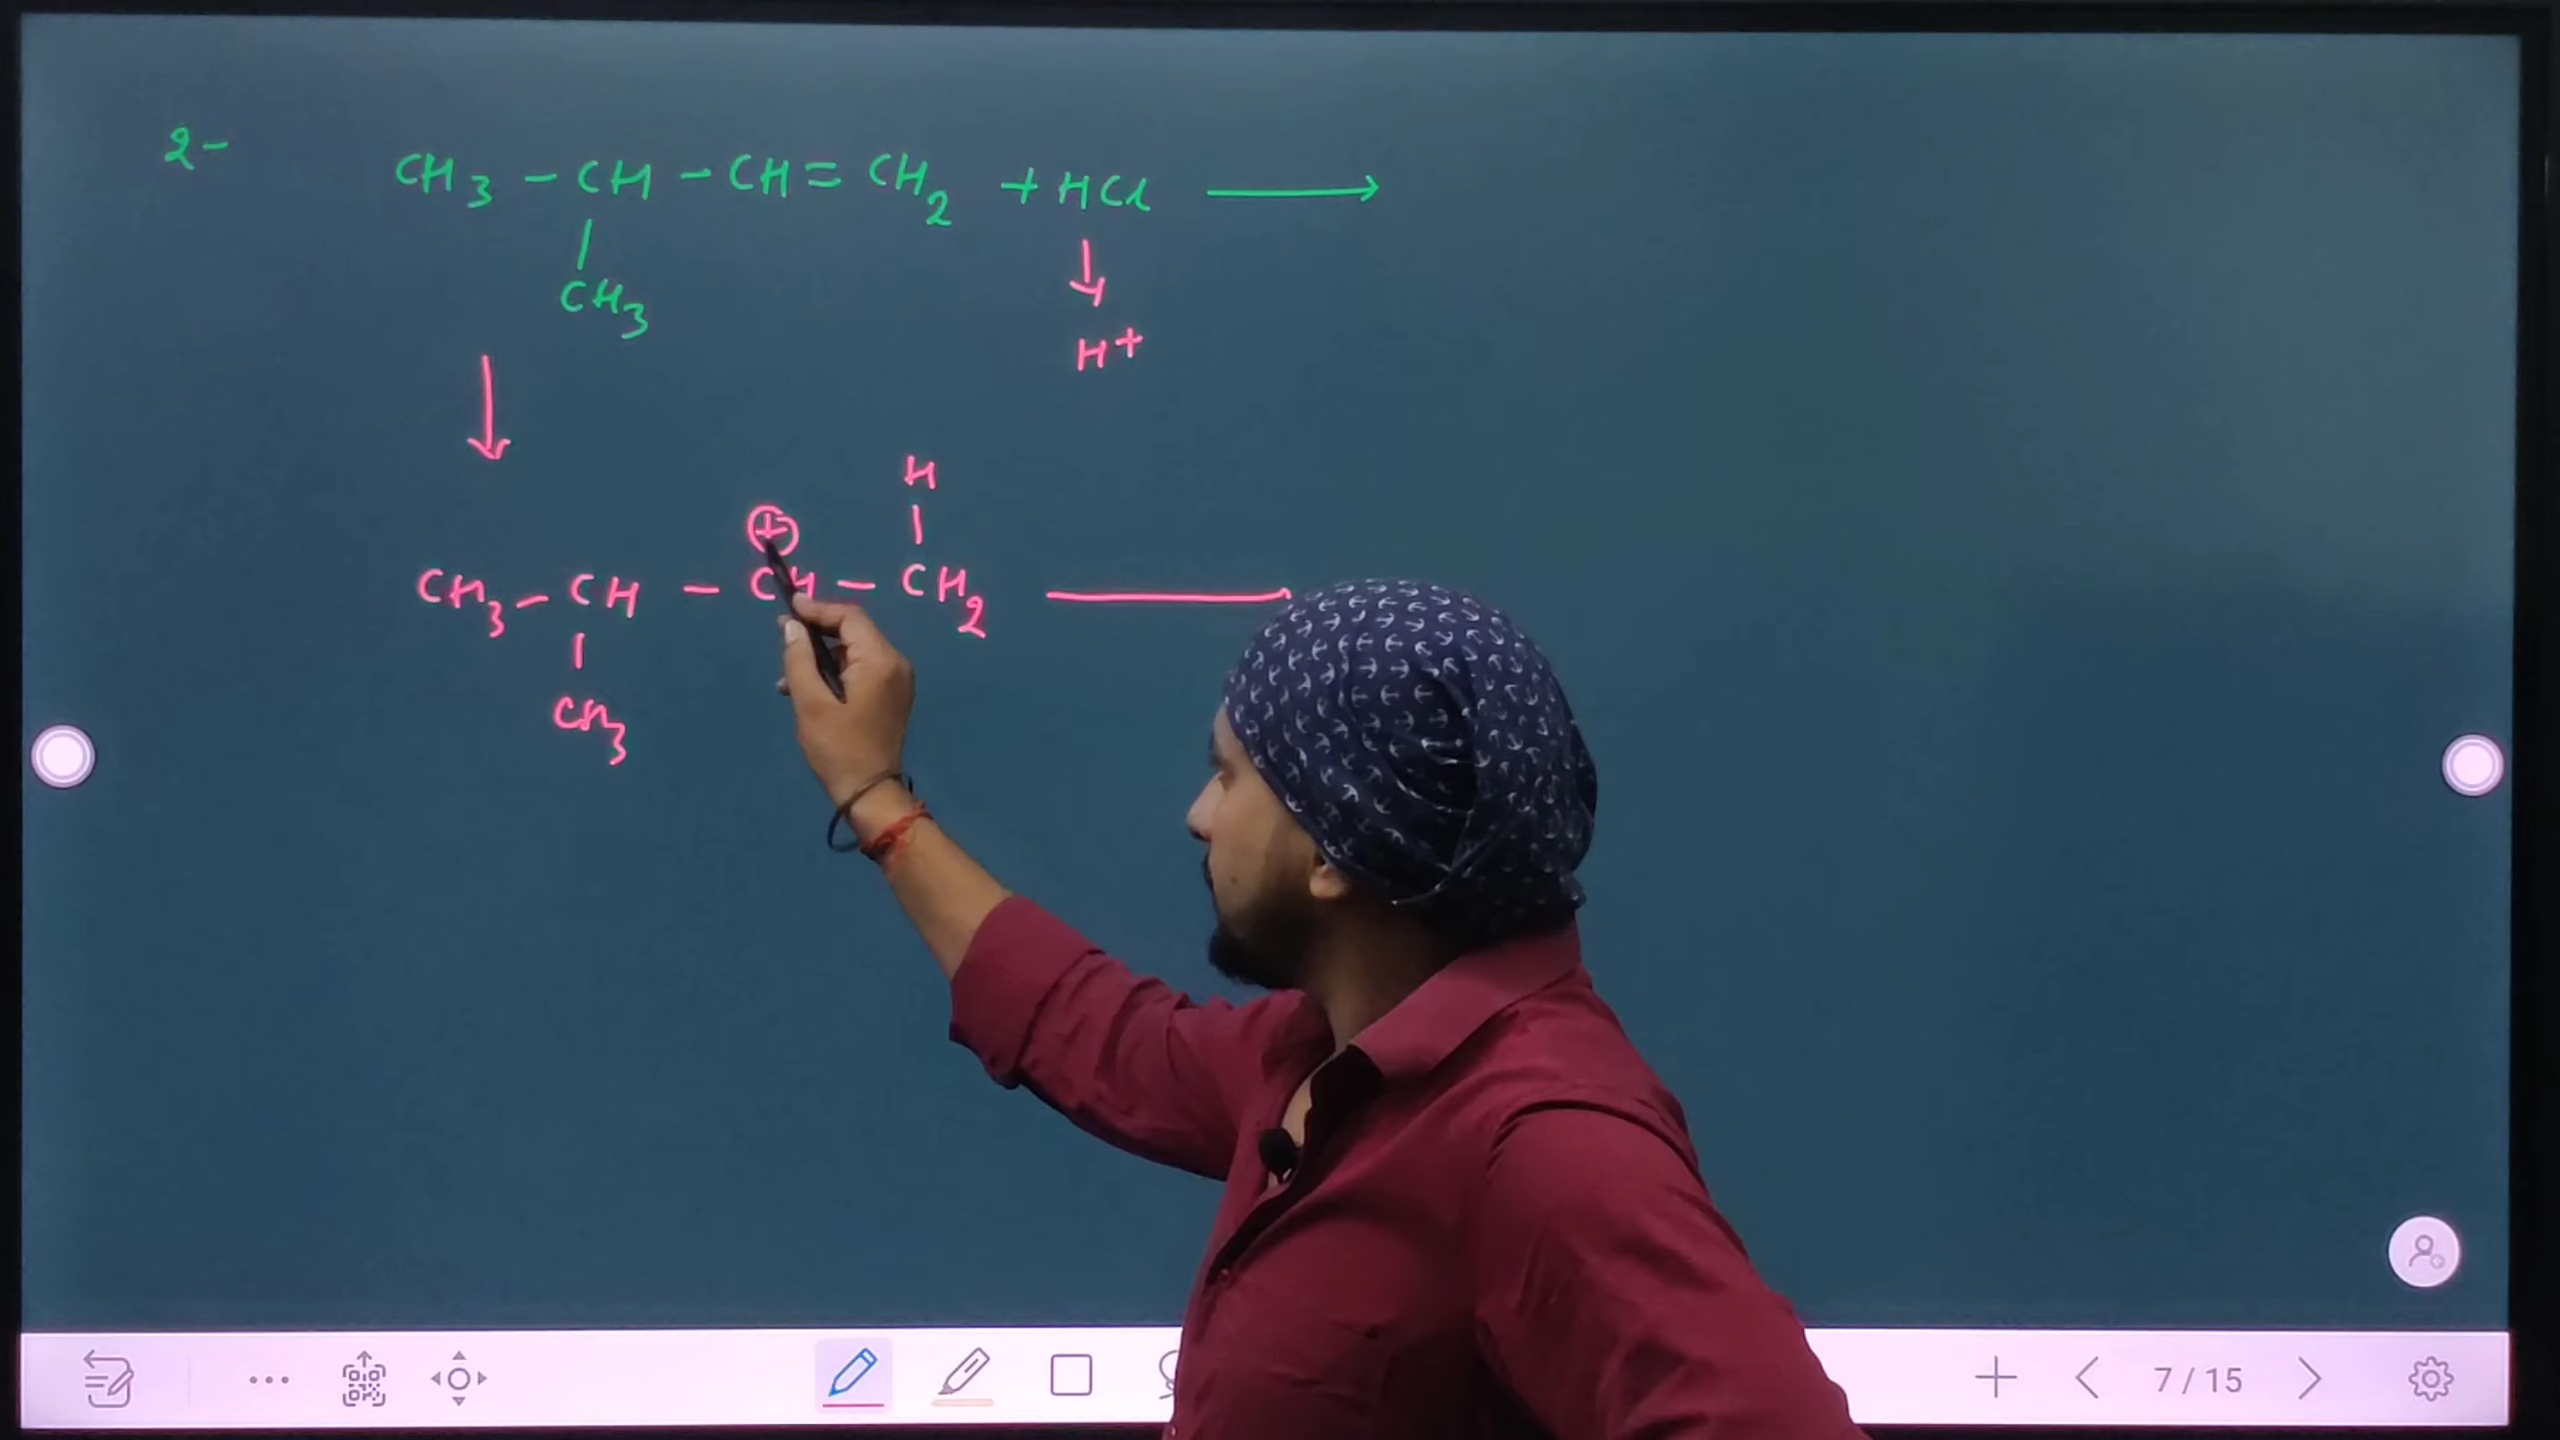 2- CH3 - CH - CH = CH2 + HCl ⟶
|
CH3
↓
H+
↓
H
|
⊕
CH3 - CH - CH - CH2 ⟶
|
CH3
7/15